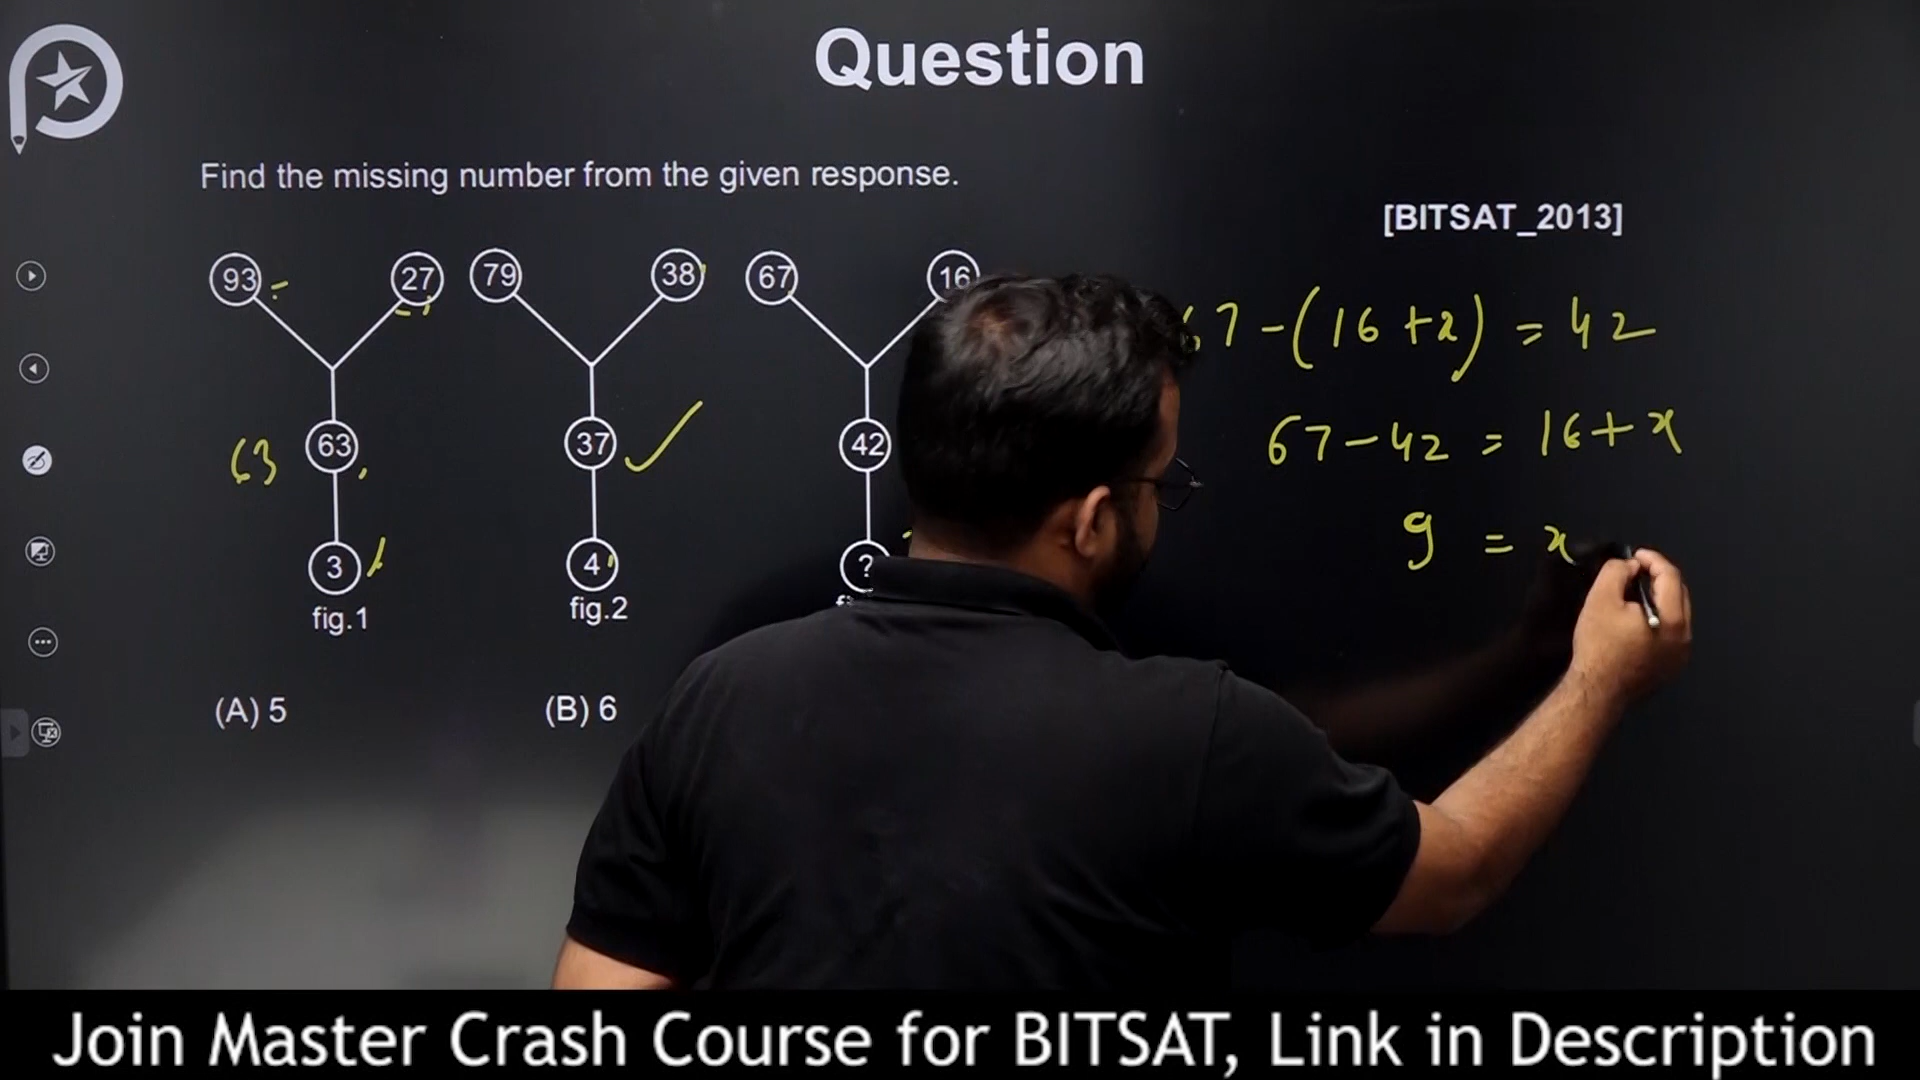 Question
Find the missing number from the given response.
[BITSAT_2013]
93 27 79 38 67 16
67-(16+x) = 42
63 63 37 42
67-42 = 16+x
9 = x
3 4 ?
fig.1 fig.2
(A) 5 (B) 6
Join Master Crash Course for BITSAT, Link in Description